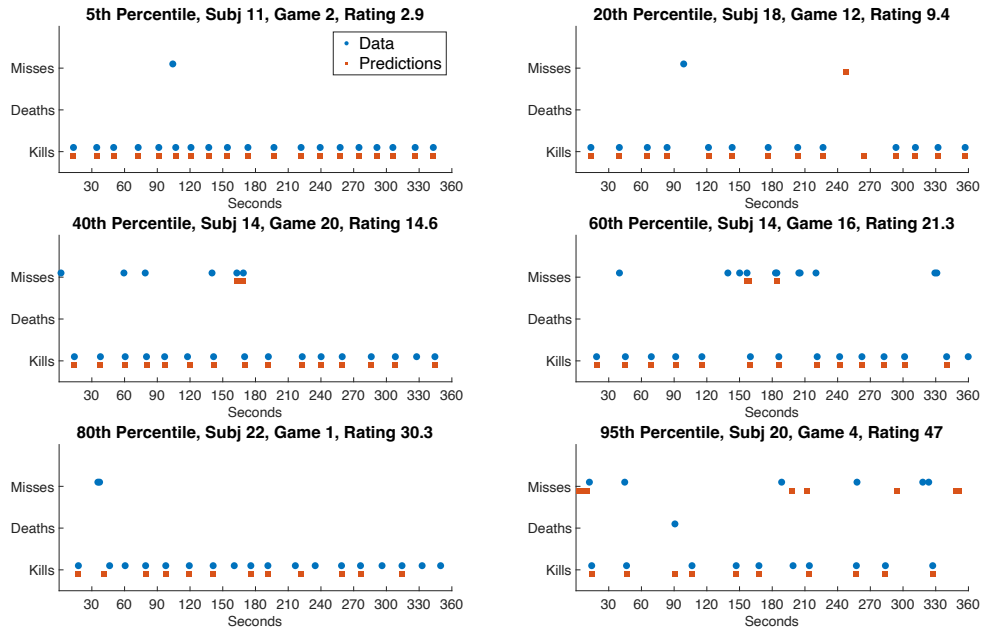 5th Percentile, Subj 11, Game 2, Rating 2.9
Data
Predictions
Misses
Deaths
Kills
30 60 90 120 150 180 210 240 270 300 330 360
Seconds
20th Percentile, Subj 18, Game 12, Rating 9.4
Misses
Deaths
Kills
30 60 90 120 150 180 210 240 270 300 330 360
Seconds
40th Percentile, Subj 14, Game 20, Rating 14.6
Misses
Deaths
Kills
30 60 90 120 150 180 210 240 270 300 330 360
Seconds
60th Percentile, Subj 14, Game 16, Rating 21.3
Misses
Deaths
Kills
30 60 90 120 150 180 210 240 270 300 330 360
Seconds
80th Percentile, Subj 22, Game 1, Rating 30.3
Misses
Deaths
Kills
30 60 90 120 150 180 210 240 270 300 330 360
Seconds
95th Percentile, Subj 20, Game 4, Rating 47
Misses
Deaths
Kills
30 60 90 120 150 180 210 240 270 300 330 360
Seconds